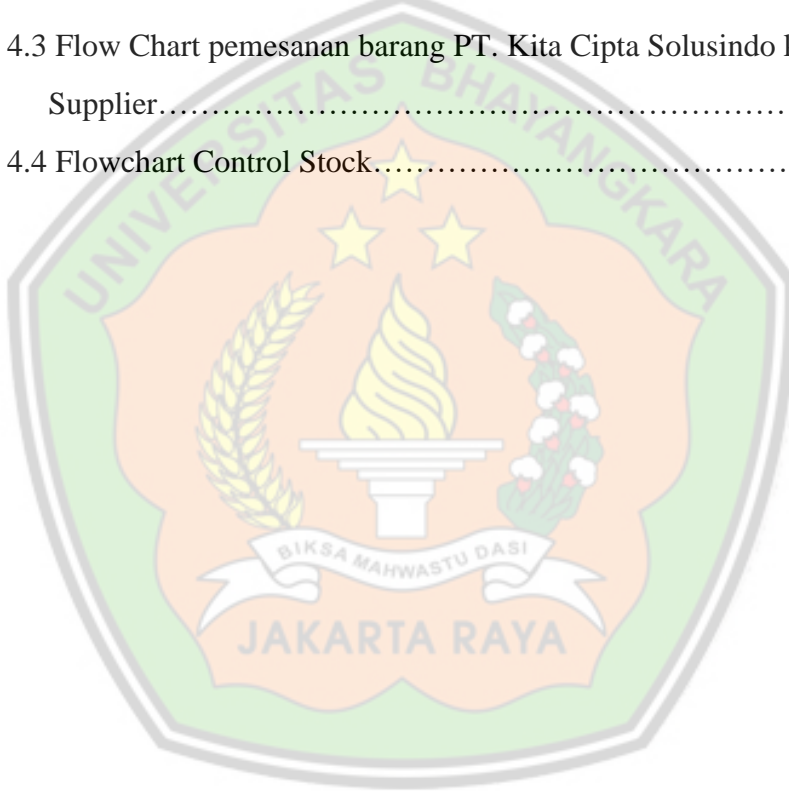 4.3 Flow Chart pemesanan barang PT. Kita Cipta Solusindo
Supplier……………………………………………………
4.4 Flowchart Control Stock…………………………………
UNIVERSITAS BHAYANGKARA
BIKSA MAHWASTU DASI
JAKARTA RAYA